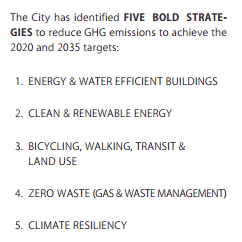 The City has identified FIVE BOLD STRATE-
GIES to reduce GHG emissions to achieve the
2020 and 2035 targets:
1. ENERGY & WATER EFFICIENT BUILDINGS
2. CLEAN & RENEWABLE ENERGY
3. BICYCLING, WALKING, TRANSIT &
LAND USE
4. ZERO WASTE (GAS & WASTE MANAGEMENT)
5. CLIMATE RESILIENCY